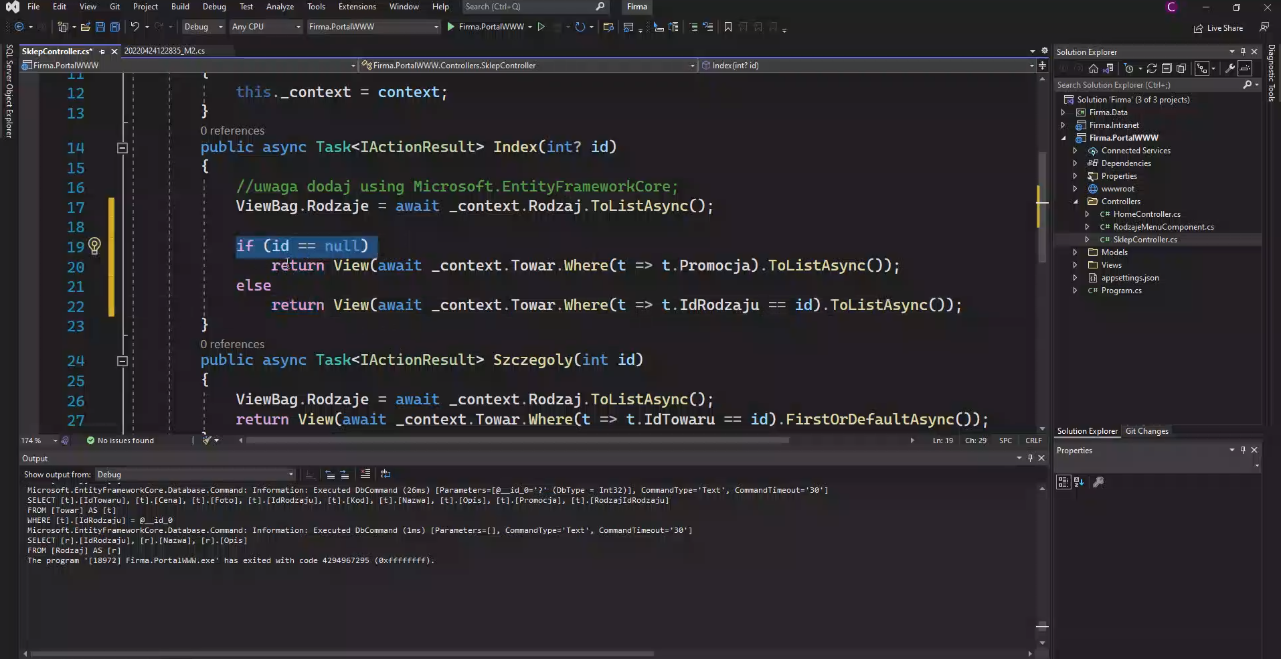 File Edit View Git Project Build Debug Test Analyze Tools Extensions Window Help Search (Ctrl+Q) Firma C
Debug Any CPU Firma.PortalWWW Firma.PortalWWW Live Share
SklepController.cs* 20220424122835_M2.cs
Firma.PortalWWW Firma.PortalWWW.Controllers.SklepController Index(int? id)
SQL Server Object Explorer
11 {
12 this._context = context;
13 }
0 references
14 public async Task<IActionResult> Index(int? id)
15 {
16 //uwaga dodaj using Microsoft.EntityFrameworkCore;
17 ViewBag.Rodzaje = await _context.Rodzaj.ToListAsync();
18
19 if (id == null)
20 return View(await _context.Towar.Where(t => t.Promocja).ToListAsync());
21 else
22 return View(await _context.Towar.Where(t => t.IdRodzaju == id).ToListAsync());
23 }
0 references
24 public async Task<IActionResult> Szczegoly(int id)
25 {
26 ViewBag.Rodzaje = await _context.Rodzaj.ToListAsync();
27 return View(await _context.Towar.Where(t => t.IdTowaru == id).FirstOrDefaultAsync());
174 % No issues found Ln: 19 Ch: 29 SPC CRLF
Output
Show output from: Debug
Microsoft.EntityFrameworkCore.Database.Command: Information: Executed DbCommand (26ms) [Parameters=[@__id_0='?' (DbType = Int32)], CommandType='Text', CommandTimeout='30']
SELECT [t].[IdTowaru], [t].[Cena], [t].[Foto], [t].[IdRodzaju], [t].[Kod], [t].[Nazwa], [t].[Opis], [t].[Promocja], [t].[RodzajIdRodzaju]
FROM [Towar] AS [t]
WHERE [t].[IdRodzaju] = @__id_0
Microsoft.EntityFrameworkCore.Database.Command: Information: Executed DbCommand (1ms) [Parameters=[], CommandType='Text', CommandTimeout='30']
SELECT [r].[IdRodzaju], [r].[Nazwa], [r].[Opis]
FROM [Rodzaj] AS [r]
The program '[18972] Firma.PortalWWW.exe' has exited with code 4294967295 (0xffffffff).
Solution Explorer
Search Solution Explorer (Ctrl+;)
Solution 'Firma' (3 of 3 projects)
Firma.Data
Firma.Intranet
Firma.PortalWWW
Connected Services
Dependencies
Properties
wwwroot
Controllers
C# HomeController.cs
C# RodzajeMenuComponent.cs
C# SklepController.cs
Models
Views
appsettings.json
C# Program.cs
Solution Explorer Git Changes
Properties
Diagnostic Tools